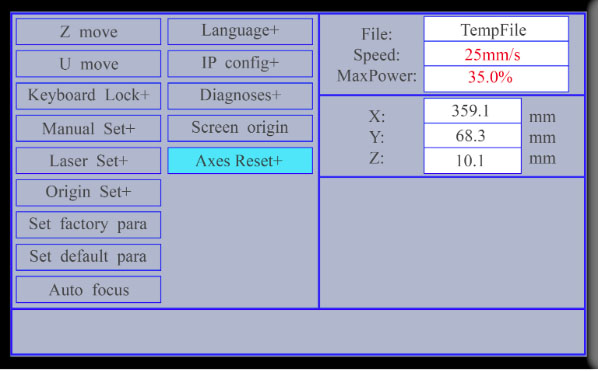 Z move
U move
Keyboard Lock+
Manual Set+
Laser Set+
Origin Set+
Set factory para
Set default para
Auto focus
Language+
IP config+
Diagnoses+
Screen origin
Axes Reset+
File: TempFile
Speed: 25mm/s
MaxPower: 35.0%
X: 359.1 mm
Y: 68.3 mm
Z: 10.1 mm